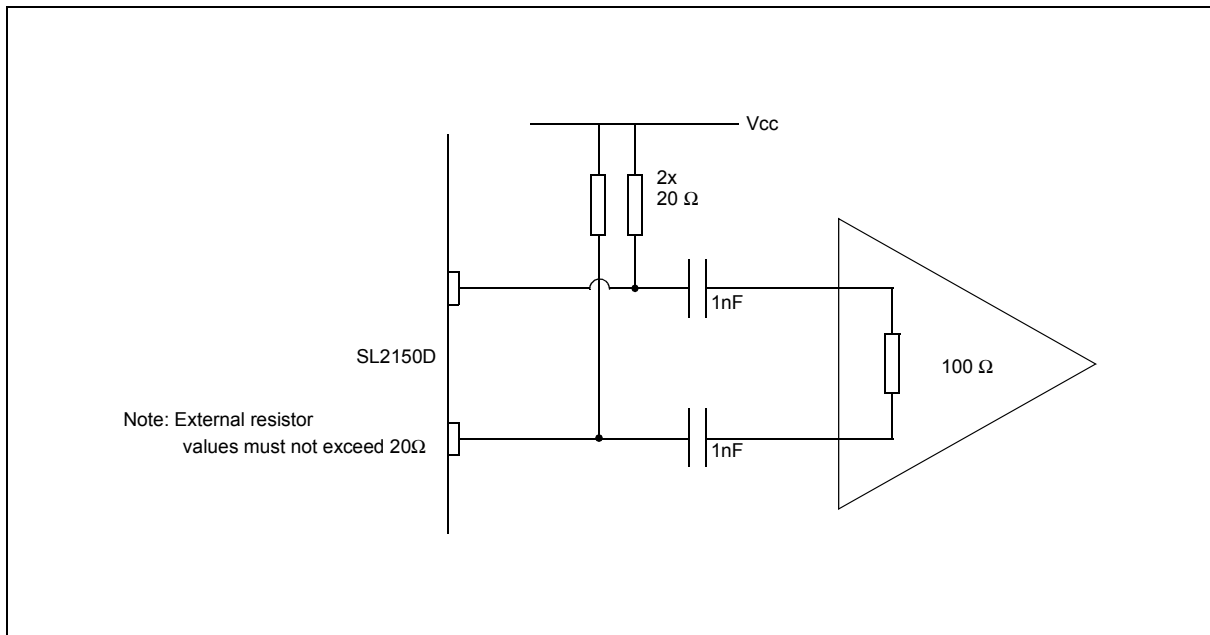 Vcc
2x
20 Ω
1nF
SL2150D
100 Ω
Note: External resistor
values must not exceed 20Ω
1nF